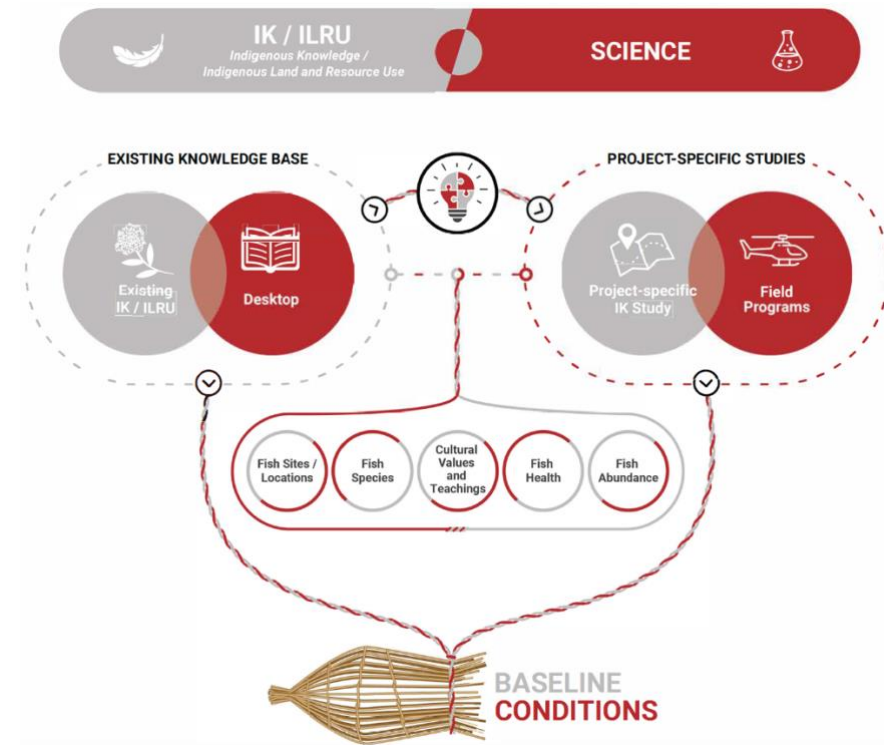 IK / ILRU
Indigenous Knowledge /
Indigenous Land and Resource Use
SCIENCE
EXISTING KNOWLEDGE BASE
PROJECT-SPECIFIC STUDIES
Existing
IK / ILRU
Desktop
Project-specific
IK Study
Field
Programs
Fish Sites /
Locations
Fish
Species
Cultural
Values
and
Teachings
Fish
Health
Fish
Abundance
BASELINE
CONDITIONS